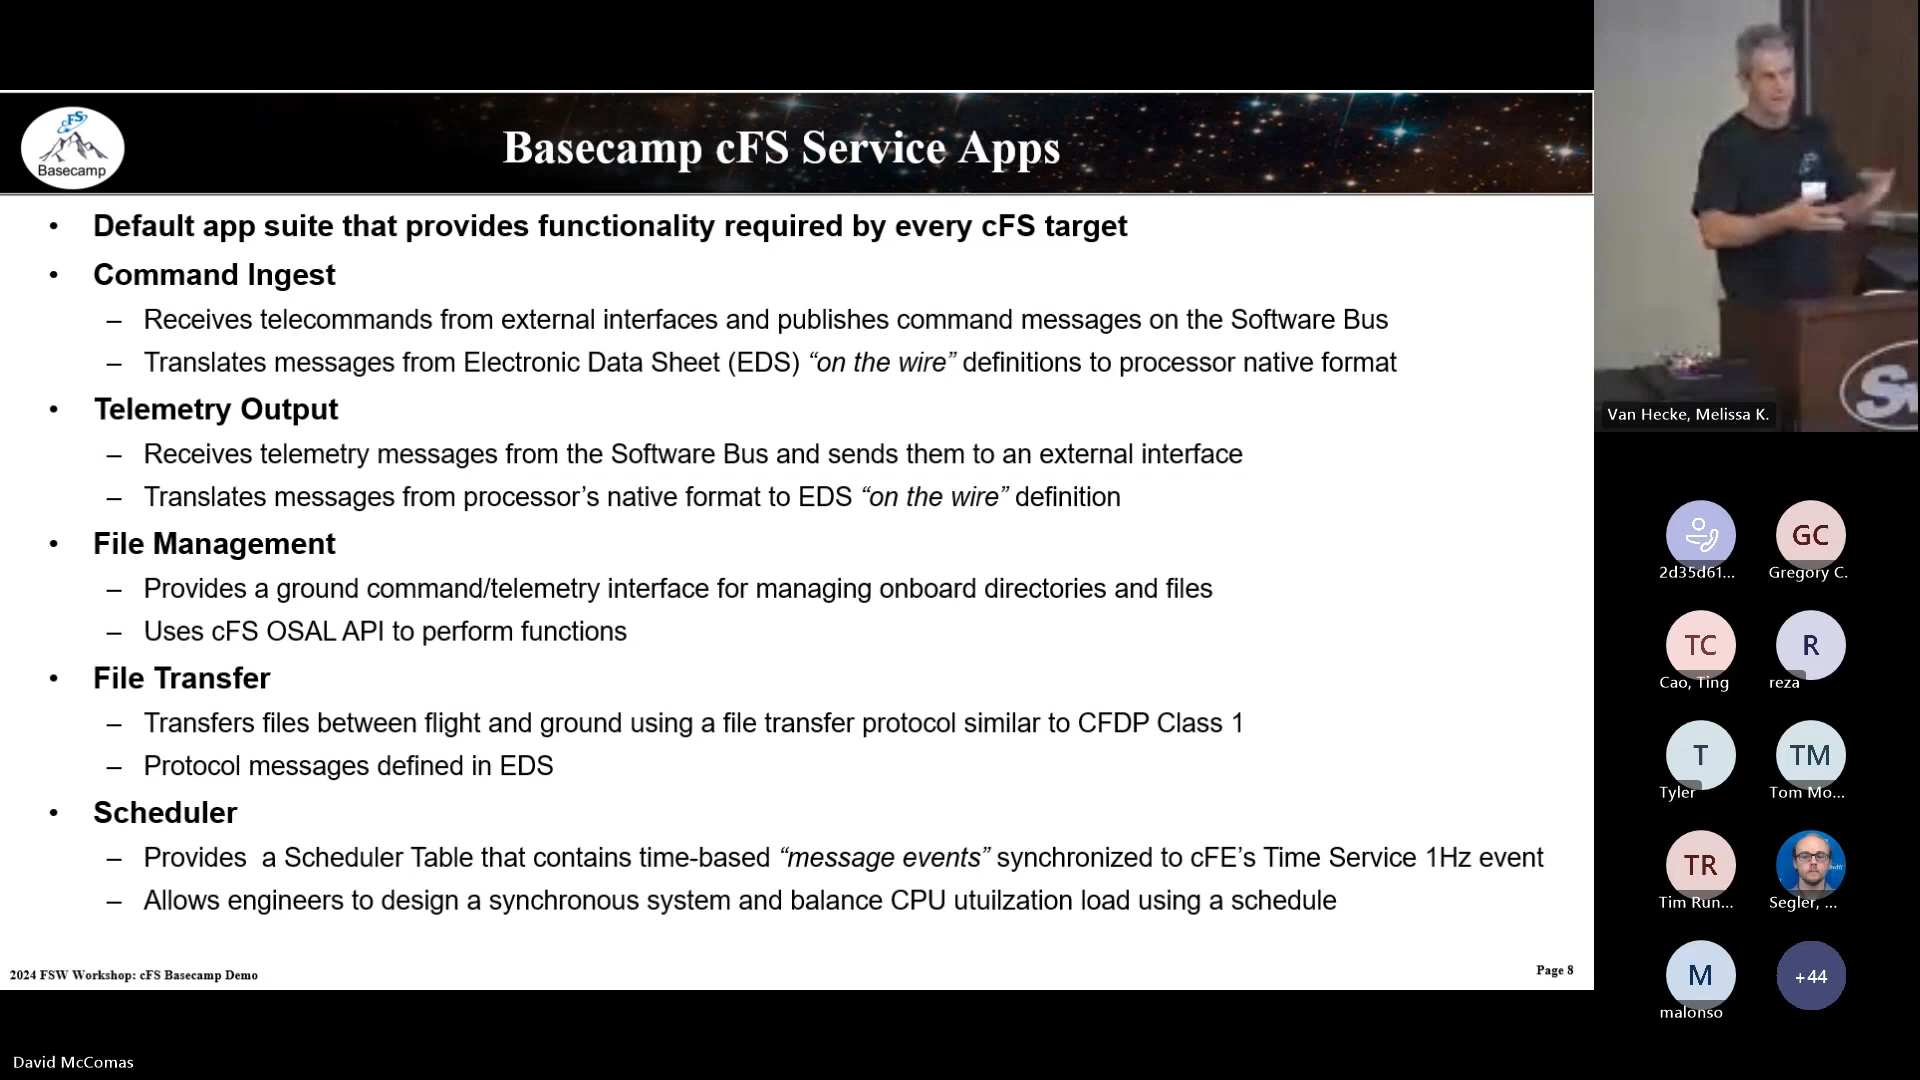 cFS
Basecamp
Basecamp cFS Service Apps
• Default app suite that provides functionality required by every cFS target
• Command Ingest
– Receives telecommands from external interfaces and publishes command messages on the Software Bus
– Translates messages from Electronic Data Sheet (EDS) “on the wire” definitions to processor native format
• Telemetry Output
– Receives telemetry messages from the Software Bus and sends them to an external interface
– Translates messages from processor’s native format to EDS “on the wire” definition
• File Management
– Provides a ground command/telemetry interface for managing onboard directories and files
– Uses cFS OSAL API to perform functions
• File Transfer
– Transfers files between flight and ground using a file transfer protocol similar to CFDP Class 1
– Protocol messages defined in EDS
• Scheduler
– Provides  a Scheduler Table that contains time-based “message events” synchronized to cFE’s Time Service 1Hz event
– Allows engineers to design a synchronous system and balance CPU utuilzation load using a schedule
2024 FSW Workshop: cFS Basecamp Demo
Page 8
David McComas
Van Hecke, Melissa K.
2d35d61...
GC
Gregory C.
TC
Cao, Ting
R
reza
T
Tyler
TM
Tom Mo...
TR
Tim Run...
Segler, ...
M
malonso
+44